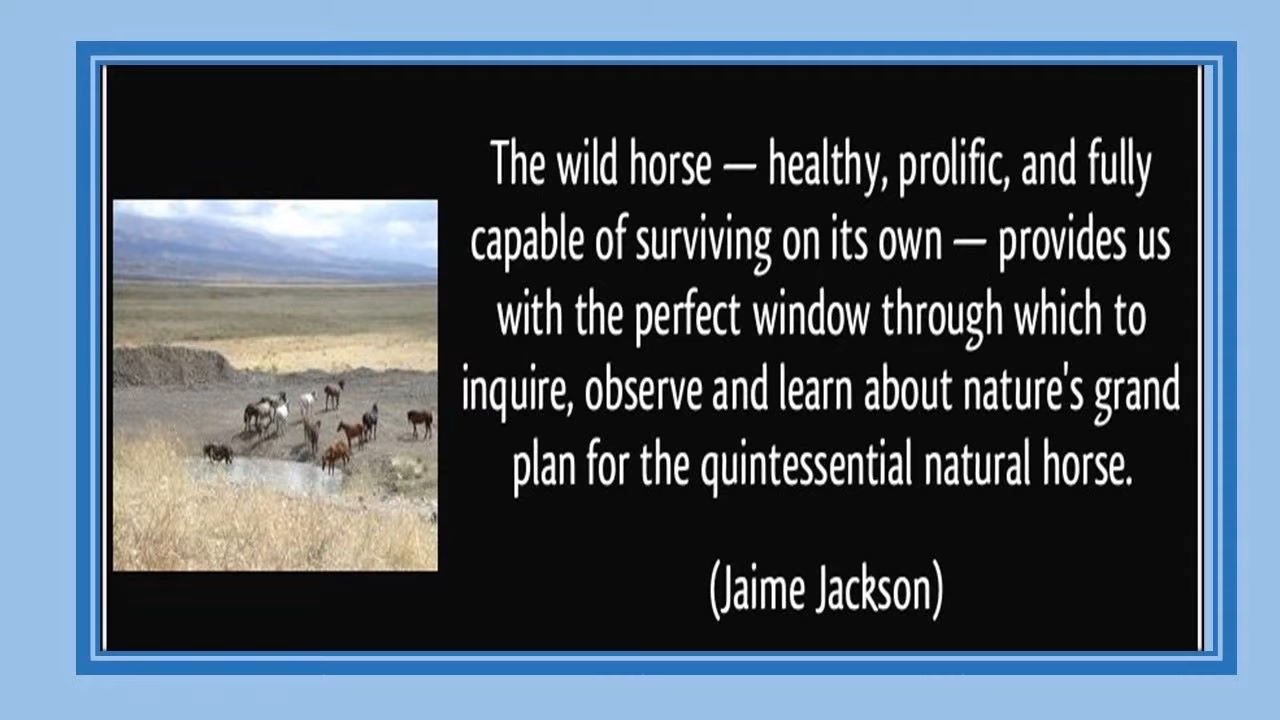 The wild horse — healthy, prolific, and fully
capable of surviving on its own — provides us
with the perfect window through which to
inquire, observe and learn about nature's grand
plan for the quintessential natural horse.
(Jaime Jackson)